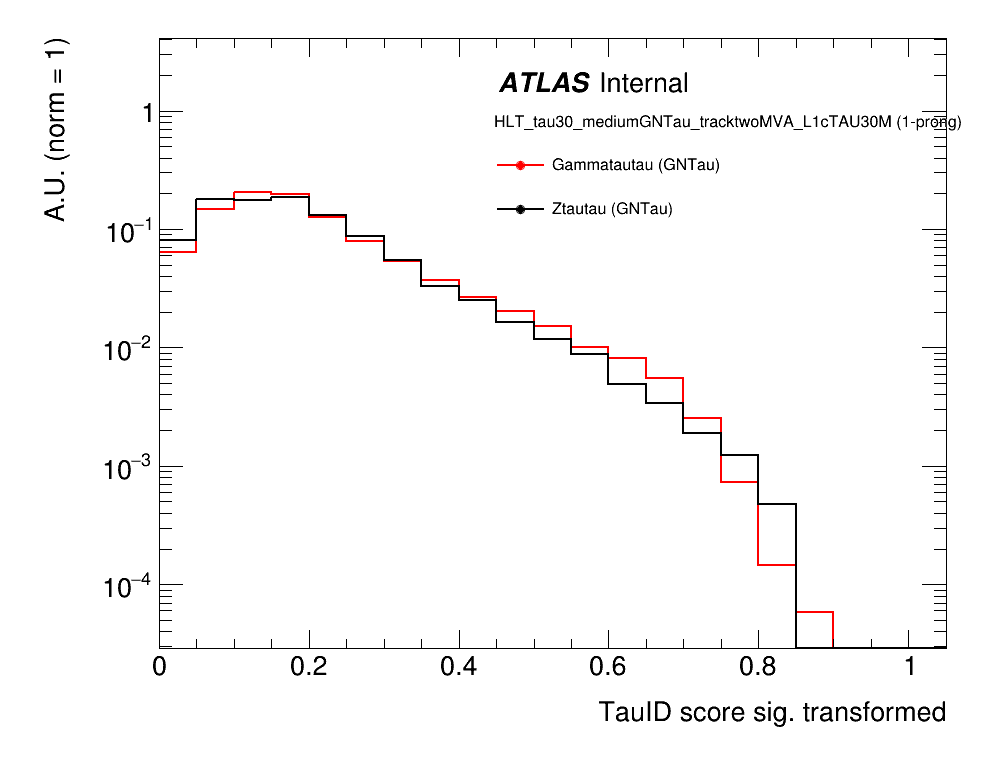 A.U. (norm = 1)
ATLAS Internal
HLT_tau30_mediumGNTau_tracktwoMVA_L1cTAU30M (1-prong)
Gammatautau (GNTau)
Ztautau (GNTau)
1
10⁻¹
10⁻²
10⁻³
10⁻⁴
0 0.2 0.4 0.6 0.8 1
TauID score sig. transformed